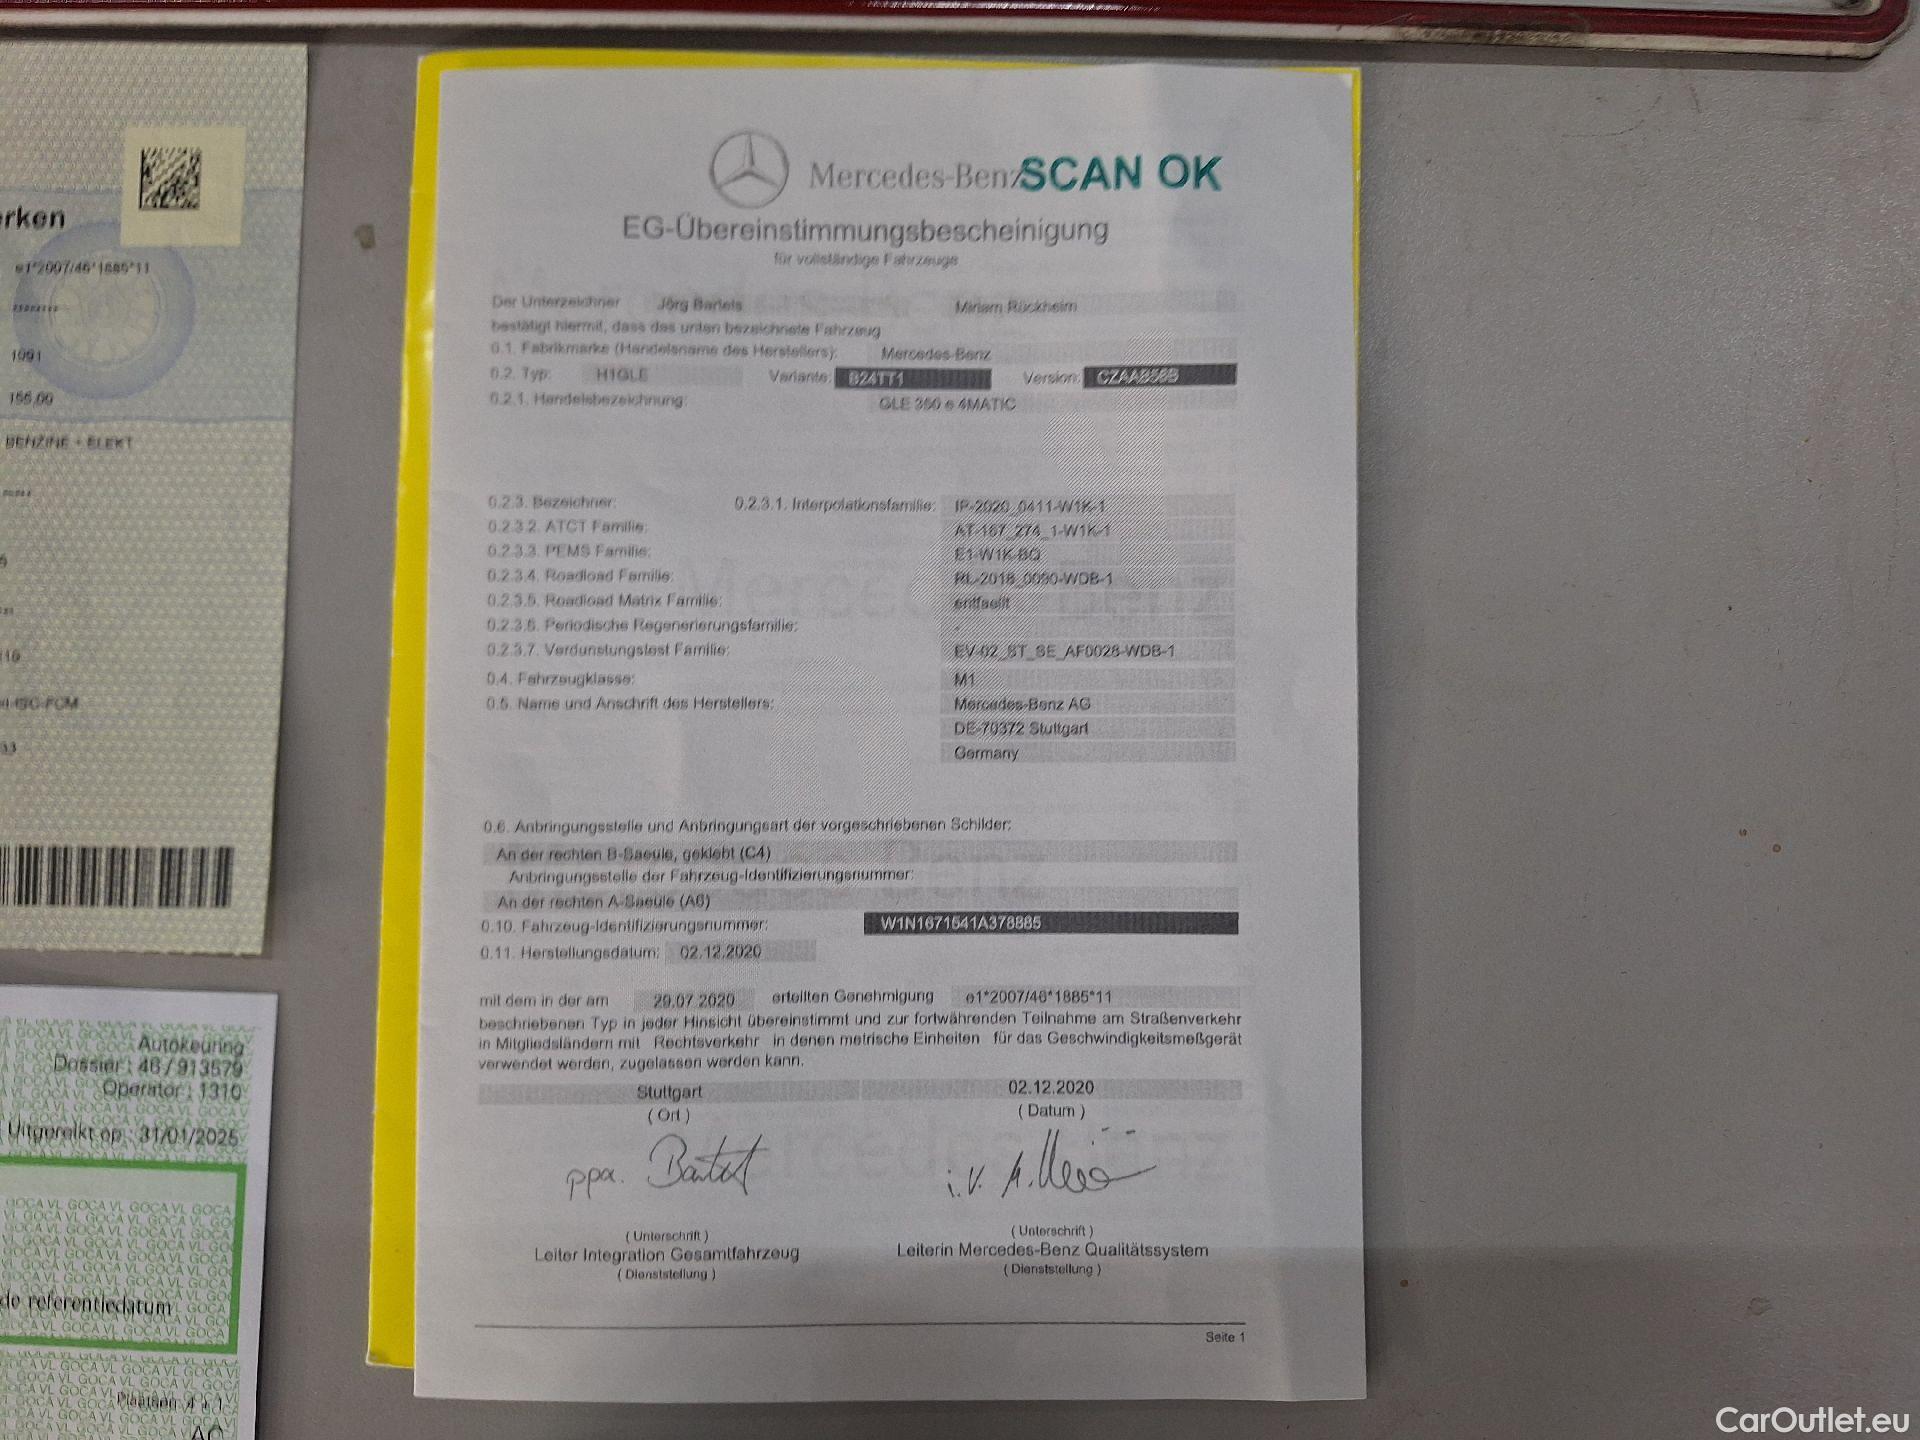 erken
e1*2007/46*1885*11
********
1991
155,00
BENZINE + ELEKT
Autokeuring
Dossier : 46 / 913579
Operator : 1310
Uitgereikt op : 31/01/2025
de referentiedatum
Plaatsen 4 + 1
AC
Mercedes-Benz
SCAN OK
EG-Übereinstimmungsbescheinigung
für vollständige Fahrzeuge
Der Unterzeichner Jörg Bartels Miriam Rückheim
bestätigt hiermit, dass das unten bezeichnete Fahrzeug
0.1. Fabrikmarke (Handelsname des Herstellers): Mercedes-Benz
0.2. Typ: H1GLE Variante: B24TT1 Version: CZAAB56B
0.2.1. Handelsbezeichnung: GLE 350 e 4MATIC
0.2.3. Bezeichner: 0.2.3.1. Interpolationsfamilie: IP-2020_0411-W1K-1
0.2.3.2. ATCT Familie: AT-167_274_1-W1K-1
0.2.3.3. PEMS Familie: E1-W1K-BQ
0.2.3.4. Roadload Familie: RL-2018_0090-WDB-1
0.2.3.5. Roadload Matrix Familie: entfaellt
0.2.3.6. Periodische Regenerierungsfamilie: -
0.2.3.7. Verdunstungstest Familie: EV-02_ST_SE_AF0028-WDB-1
0.4. Fahrzeugklasse: M1
0.5. Name und Anschrift des Herstellers: Mercedes-Benz AG
DE-70372 Stuttgart
Germany
0.6. Anbringungsstelle und Anbringungsart der vorgeschriebenen Schilder:
An der rechten B-Saeule, geklebt (C4)
Anbringungsstelle der Fahrzeug-Identifizierungsnummer:
An der rechten A-Saeule (A6)
0.10. Fahrzeug-Identifizierungsnummer: W1N1671541A378885
0.11. Herstellungsdatum: 02.12.2020
mit dem in der am 29.07.2020 erteilten Genehmigung e1*2007/46*1885*11
beschriebenen Typ in jeder Hinsicht übereinstimmt und zur fortwährenden Teilnahme am Straßenverkehr
in Mitgliedsländern mit Rechtsverkehr in denen metrische Einheiten für das Geschwindigkeitsmeßgerät
verwendet werden, zugelassen werden kann.
Stuttgart 02.12.2020
( Ort ) ( Datum )
ppa. i.V.
( Unterschrift ) ( Unterschrift )
Leiter Integration Gesamtfahrzeug Leiterin Mercedes-Benz Qualitätssystem
( Dienststellung ) ( Dienststellung )
Seite 1
CarOutlet.eu